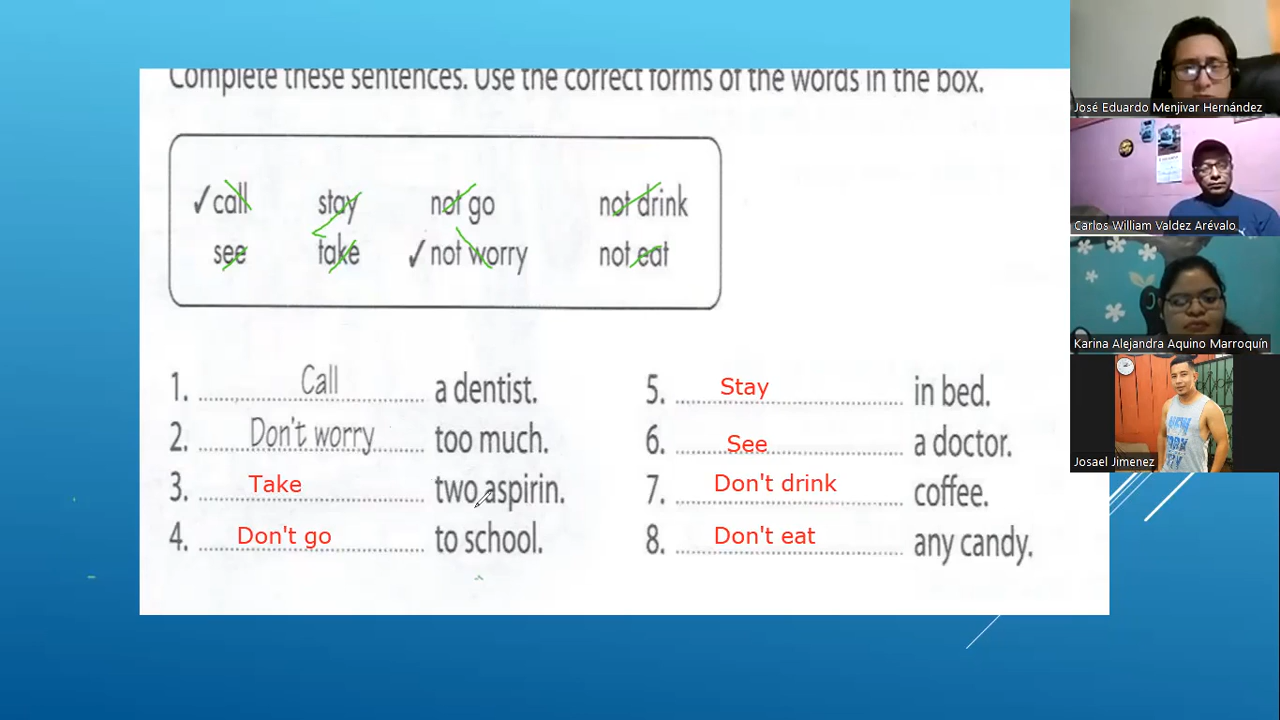 Complete these sentences. Use the correct forms of the words in the box.
✓call stay not go not drink
see take ✓not worry not eat
1. Call a dentist.
2. Don't worry too much.
3. Take two aspirin.
4. Don't go to school.
5. Stay in bed.
6. See a doctor.
7. Don't drink coffee.
8. Don't eat any candy.
José Eduardo Menjivar Hernández
Carlos William Valdez Arévalo
Karina Alejandra Aquino Marroquín
Josael Jimenez